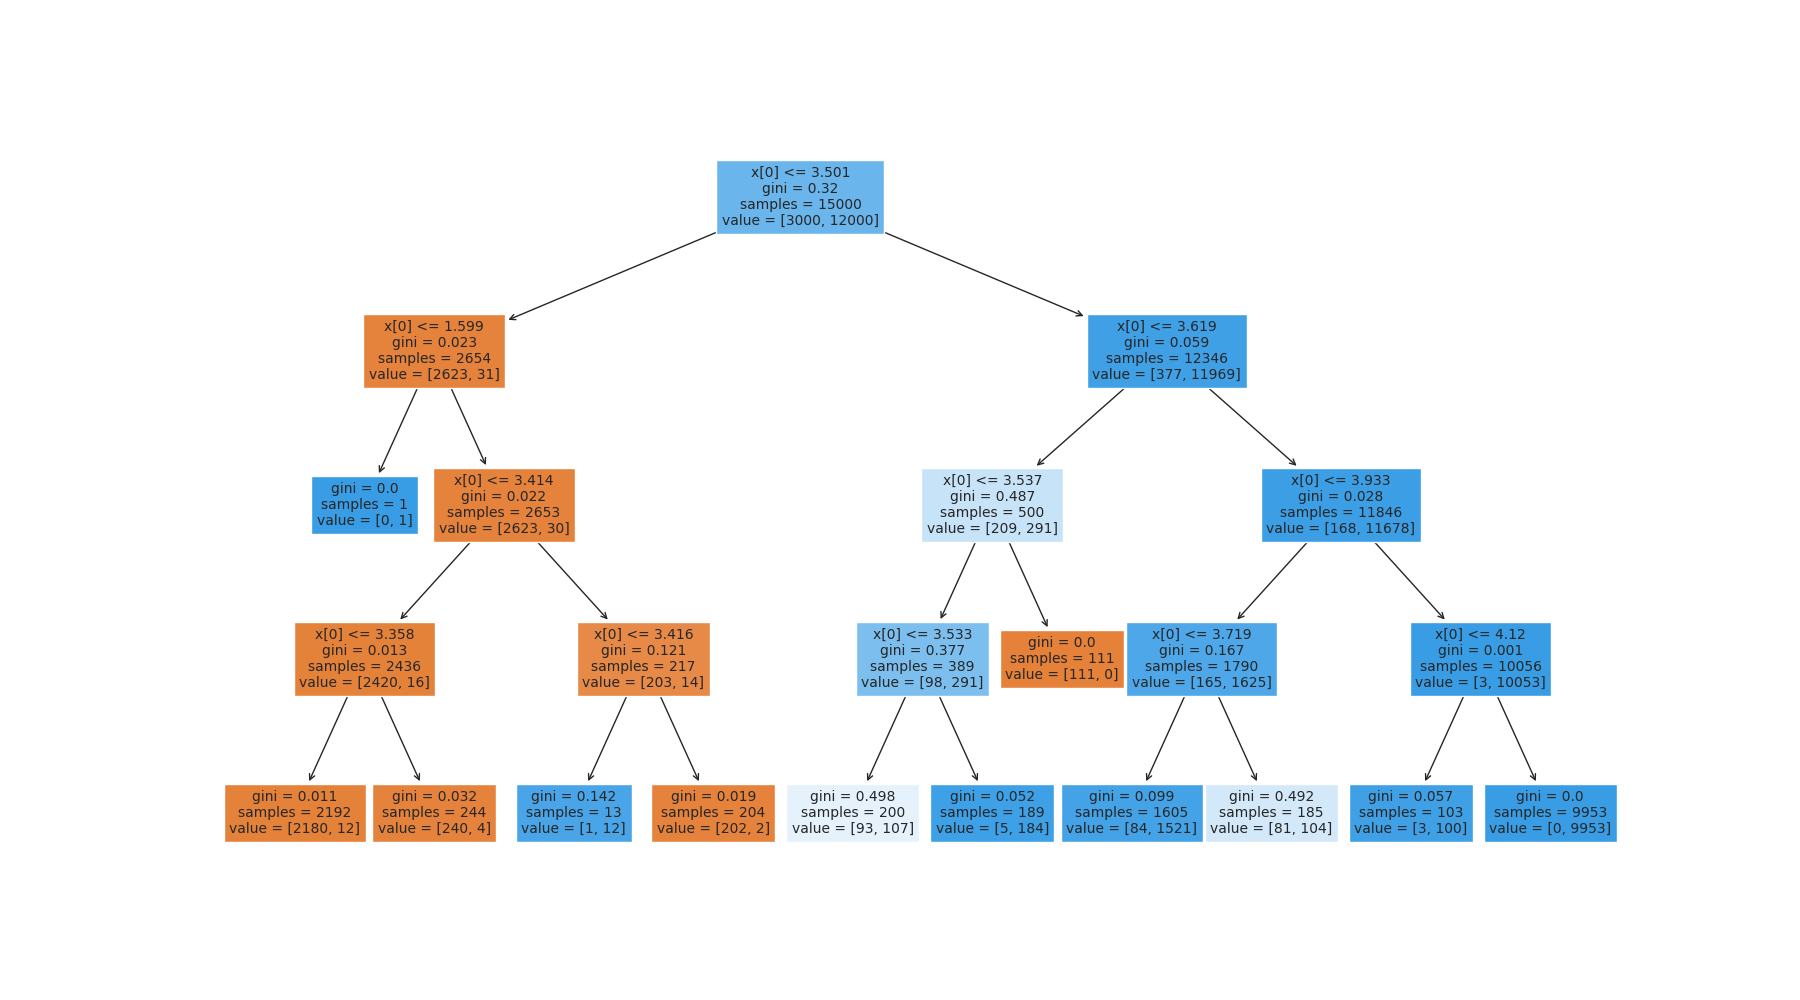 x[0] <= 3.501
gini = 0.32
samples = 15000
value = [3000, 12000]
x[0] <= 1.599
gini = 0.023
samples = 2654
value = [2623, 31]
x[0] <= 3.619
gini = 0.059
samples = 12346
value = [377, 11969]
gini = 0.0
samples = 1
value = [0, 1]
x[0] <= 3.414
gini = 0.022
samples = 2653
value = [2623, 30]
x[0] <= 3.537
gini = 0.487
samples = 500
value = [209, 291]
x[0] <= 3.933
gini = 0.028
samples = 11846
value = [168, 11678]
x[0] <= 3.358
gini = 0.013
samples = 2436
value = [2420, 16]
x[0] <= 3.416
gini = 0.121
samples = 217
value = [203, 14]
x[0] <= 3.533
gini = 0.377
samples = 389
value = [98, 291]
gini = 0.0
samples = 111
value = [111, 0]
x[0] <= 3.719
gini = 0.167
samples = 1790
value = [165, 1625]
x[0] <= 4.12
gini = 0.001
samples = 10056
value = [3, 10053]
gini = 0.011
samples = 2192
value = [2180, 12]
gini = 0.032
samples = 244
value = [240, 4]
gini = 0.142
samples = 13
value = [1, 12]
gini = 0.019
samples = 204
value = [202, 2]
gini = 0.498
samples = 200
value = [93, 107]
gini = 0.052
samples = 189
value = [5, 184]
gini = 0.099
samples = 1605
value = [84, 1521]
gini = 0.492
samples = 185
value = [81, 104]
gini = 0.057
samples = 103
value = [3, 100]
gini = 0.0
samples = 9953
value = [0, 9953]